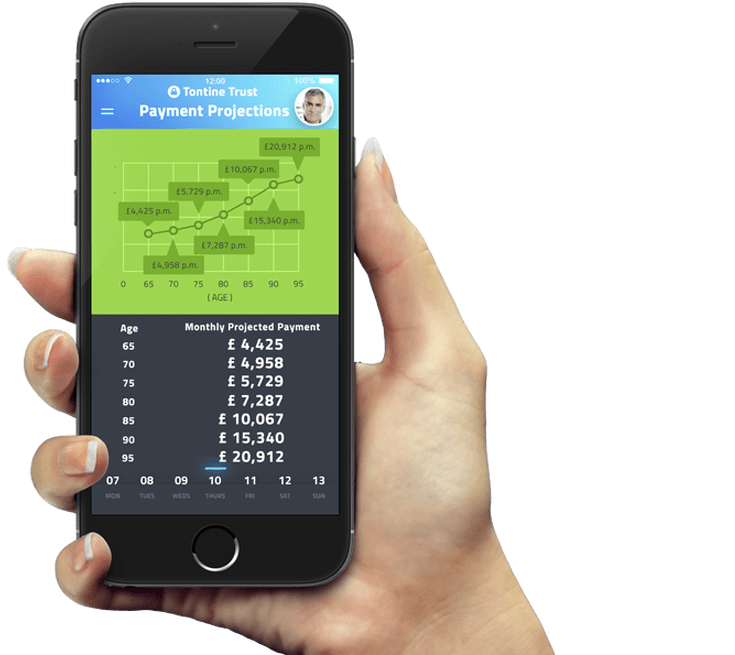 12:00
100%
Tontine Trust
Payment Projections
£20,912 p.m.
£10,067 p.m.
£5,729 p.m.
£4,425 p.m.
£15,340 p.m.
£7,287 p.m.
£4,958 p.m.
0 65 70 75 80 85 90 95
( AGE )
Age Monthly Projected Payment
65 £ 4,425
70 £ 4,958
75 £ 5,729
80 £ 7,287
85 £ 10,067
90 £ 15,340
95 £ 20,912
07 08 09 10 11 12 13
MON TUES WEDS THURS FRI SAT SUN